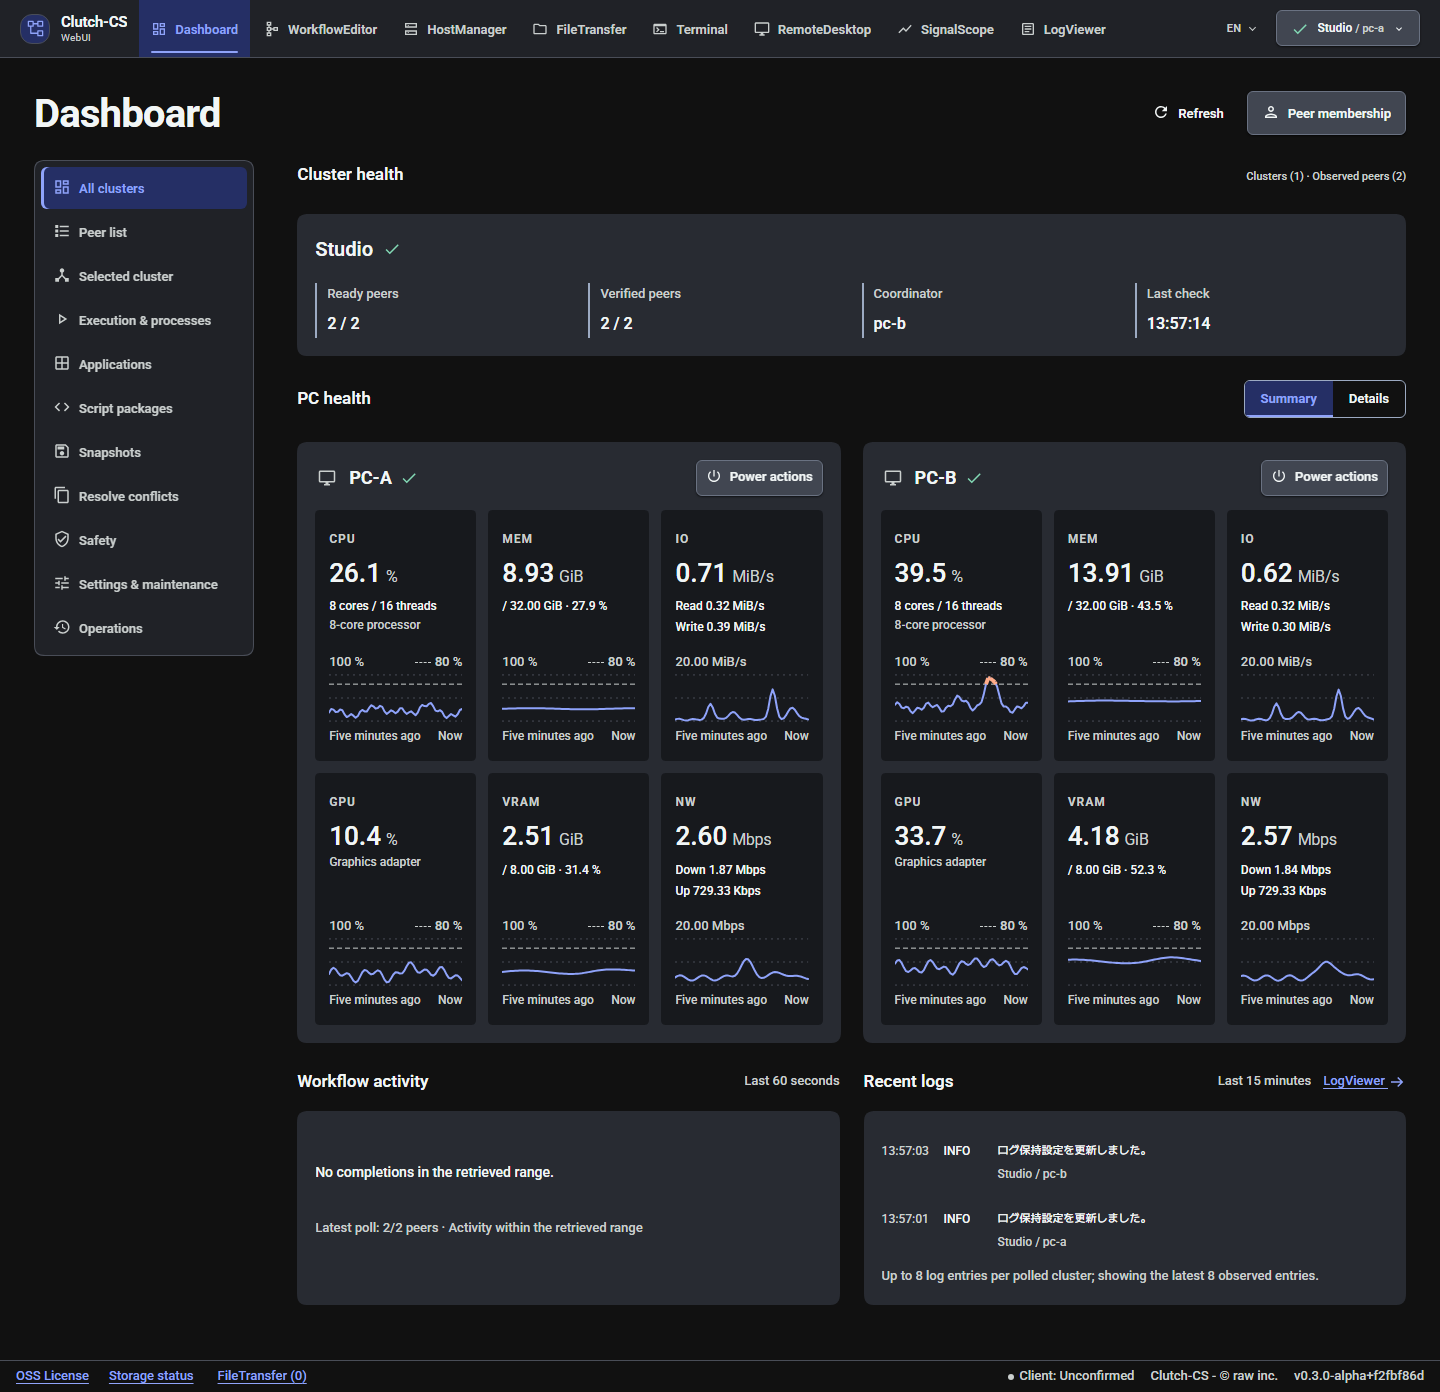 Clutch-CS
WebUI
Dashboard
WorkflowEditor
HostManager
FileTransfer
Terminal
RemoteDesktop
SignalScope
LogViewer
EN
Studio / pc-a
Dashboard
Refresh
Peer membership
All clusters
Peer list
Selected cluster
Execution & processes
Applications
Script packages
Snapshots
Resolve conflicts
Safety
Settings & maintenance
Operations
Cluster health
Clusters (1) · Observed peers (2)
Studio
Ready peers
2 / 2
Verified peers
2 / 2
Coordinator
pc-b
Last check
13:57:14
PC health
Summary
Details
PC-A
Power actions
CPU
26.1 %
8 cores / 16 threads
8-core processor
100 %
---- 80 %
Five minutes ago
Now
MEM
8.93 GiB
/ 32.00 GiB · 27.9 %
100 %
---- 80 %
Five minutes ago
Now
IO
0.71 MiB/s
Read 0.32 MiB/s
Write 0.39 MiB/s
20.00 MiB/s
Five minutes ago
Now
GPU
10.4 %
Graphics adapter
100 %
---- 80 %
Five minutes ago
Now
VRAM
2.51 GiB
/ 8.00 GiB · 31.4 %
100 %
---- 80 %
Five minutes ago
Now
NW
2.60 Mbps
Down 1.87 Mbps
Up 729.33 Kbps
20.00 Mbps
Five minutes ago
Now
PC-B
Power actions
CPU
39.5 %
8 cores / 16 threads
8-core processor
100 %
---- 80 %
Five minutes ago
Now
MEM
13.91 GiB
/ 32.00 GiB · 43.5 %
100 %
---- 80 %
Five minutes ago
Now
IO
0.62 MiB/s
Read 0.32 MiB/s
Write 0.30 MiB/s
20.00 MiB/s
Five minutes ago
Now
GPU
33.7 %
Graphics adapter
100 %
---- 80 %
Five minutes ago
Now
VRAM
4.18 GiB
/ 8.00 GiB · 52.3 %
100 %
---- 80 %
Five minutes ago
Now
NW
2.57 Mbps
Down 1.84 Mbps
Up 729.33 Kbps
20.00 Mbps
Five minutes ago
Now
Workflow activity
Last 60 seconds
No completions in the retrieved range.
Latest poll: 2/2 peers · Activity within the retrieved range
Recent logs
Last 15 minutes
LogViewer →
13:57:03 INFO ログ保持設定を更新しました。
Studio / pc-b
13:57:01 INFO ログ保持設定を更新しました。
Studio / pc-a
Up to 8 log entries per polled cluster; showing the latest 8 observed entries.
OSS License
Storage status
FileTransfer (0)
Client: Unconfirmed
Clutch-CS - © raw inc.
v0.3.0-alpha+f2fbf86d